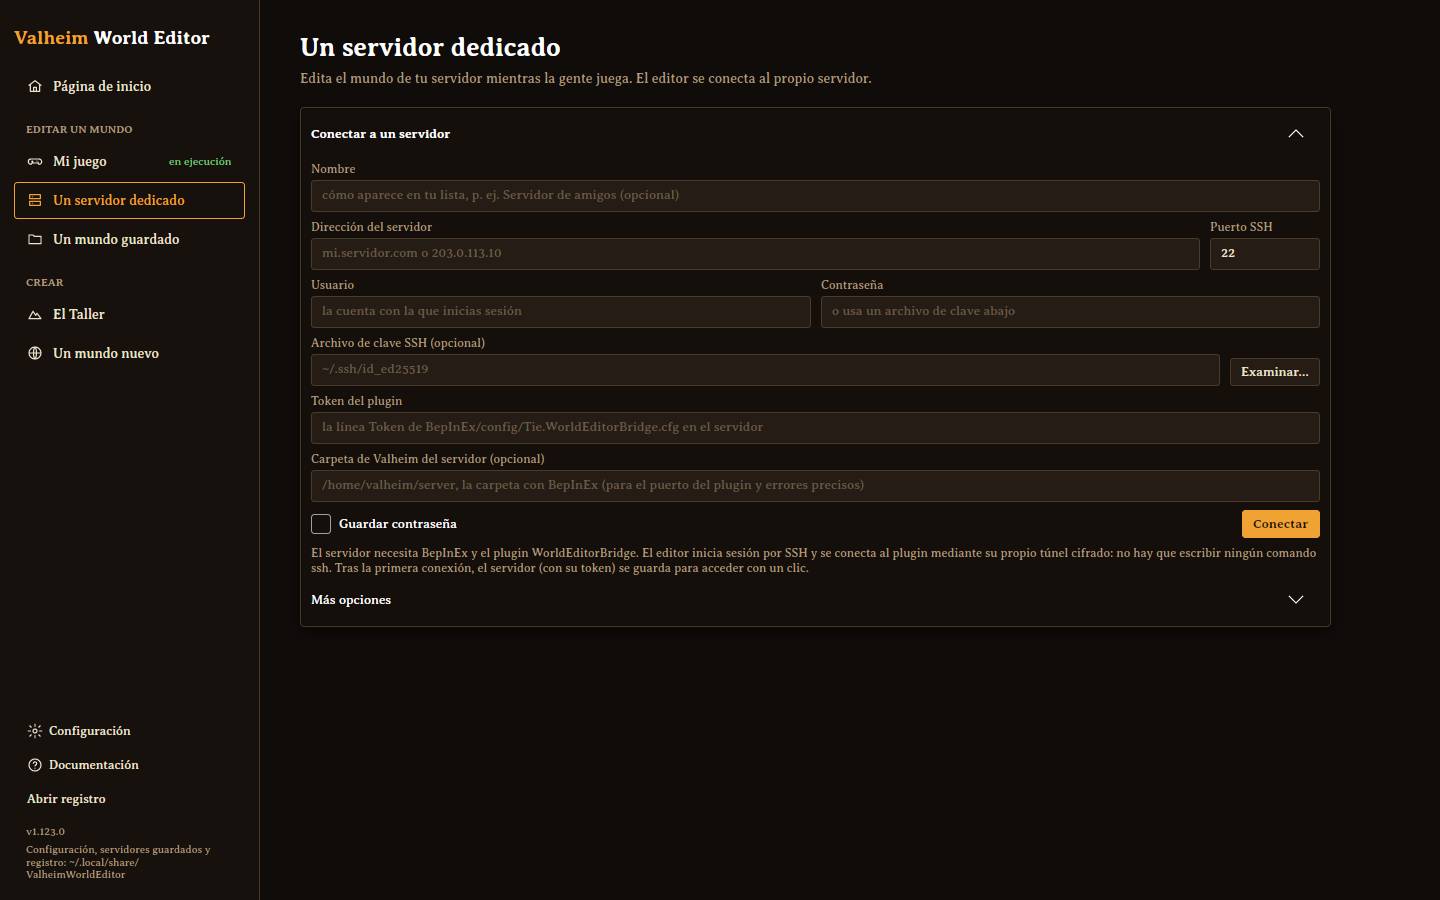 Valheim World Editor
Página de inicio
EDITAR UN MUNDO
Mi juego
en ejecución
Un servidor dedicado
Un mundo guardado
CREAR
El Taller
Un mundo nuevo
Configuración
Documentación
Abrir registro
v1.123.0
Configuración, servidores guardados y
registro: ~/.local/share/
ValheimWorldEditor
Un servidor dedicado
Edita el mundo de tu servidor mientras la gente juega. El editor se conecta al propio servidor.
Conectar a un servidor
Nombre
cómo aparece en tu lista, p. ej. Servidor de amigos (opcional)
Dirección del servidor
Puerto SSH
mi.servidor.com o 203.0.113.10
22
Usuario
Contraseña
la cuenta con la que inicias sesión
o usa un archivo de clave abajo
Archivo de clave SSH (opcional)
~/.ssh/id_ed25519
Examinar...
Token del plugin
la línea Token de BepInEx/config/Tie.WorldEditorBridge.cfg en el servidor
Carpeta de Valheim del servidor (opcional)
/home/valheim/server, la carpeta con BepInEx (para el puerto del plugin y errores precisos)
Guardar contraseña
Conectar
El servidor necesita BepInEx y el plugin WorldEditorBridge. El editor inicia sesión por SSH y se conecta al plugin mediante su propio túnel cifrado: no hay que escribir ningún comando
ssh. Tras la primera conexión, el servidor (con su token) se guarda para acceder con un clic.
Más opciones